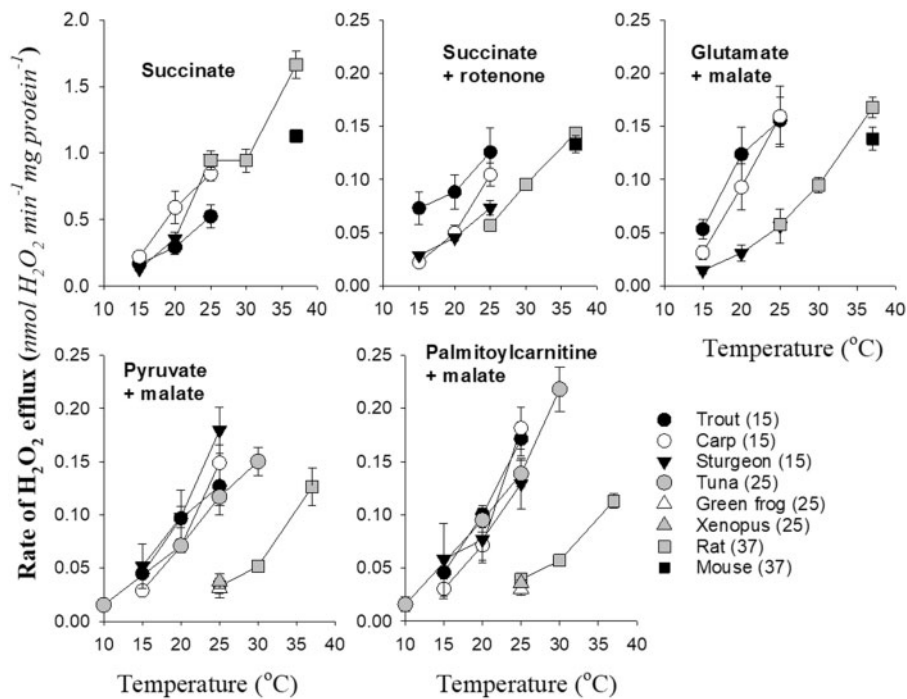 Rate of H₂O₂ efflux (nmol H₂O₂ min⁻¹ mg protein⁻¹)
Succinate
2.0
1.5
1.0
0.5
0.0
10 15 20 25 30 35 40
Succinate
+ rotenone
0.25
0.20
0.15
0.10
0.05
0.00
10 15 20 25 30 35 40
Glutamate
+ malate
0.25
0.20
0.15
0.10
0.05
0.00
10 15 20 25 30 35 40
Temperature (°C)
Pyruvate
+ malate
0.25
0.20
0.15
0.10
0.05
0.00
10 15 20 25 30 35 40
Temperature (°C)
Palmitoylcarnitine
+ malate
0.25
0.20
0.15
0.10
0.05
0.00
10 15 20 25 30 35 40
Temperature (°C)
Trout (15)
Carp (15)
Sturgeon (15)
Tuna (25)
Green frog (25)
Xenopus (25)
Rat (37)
Mouse (37)